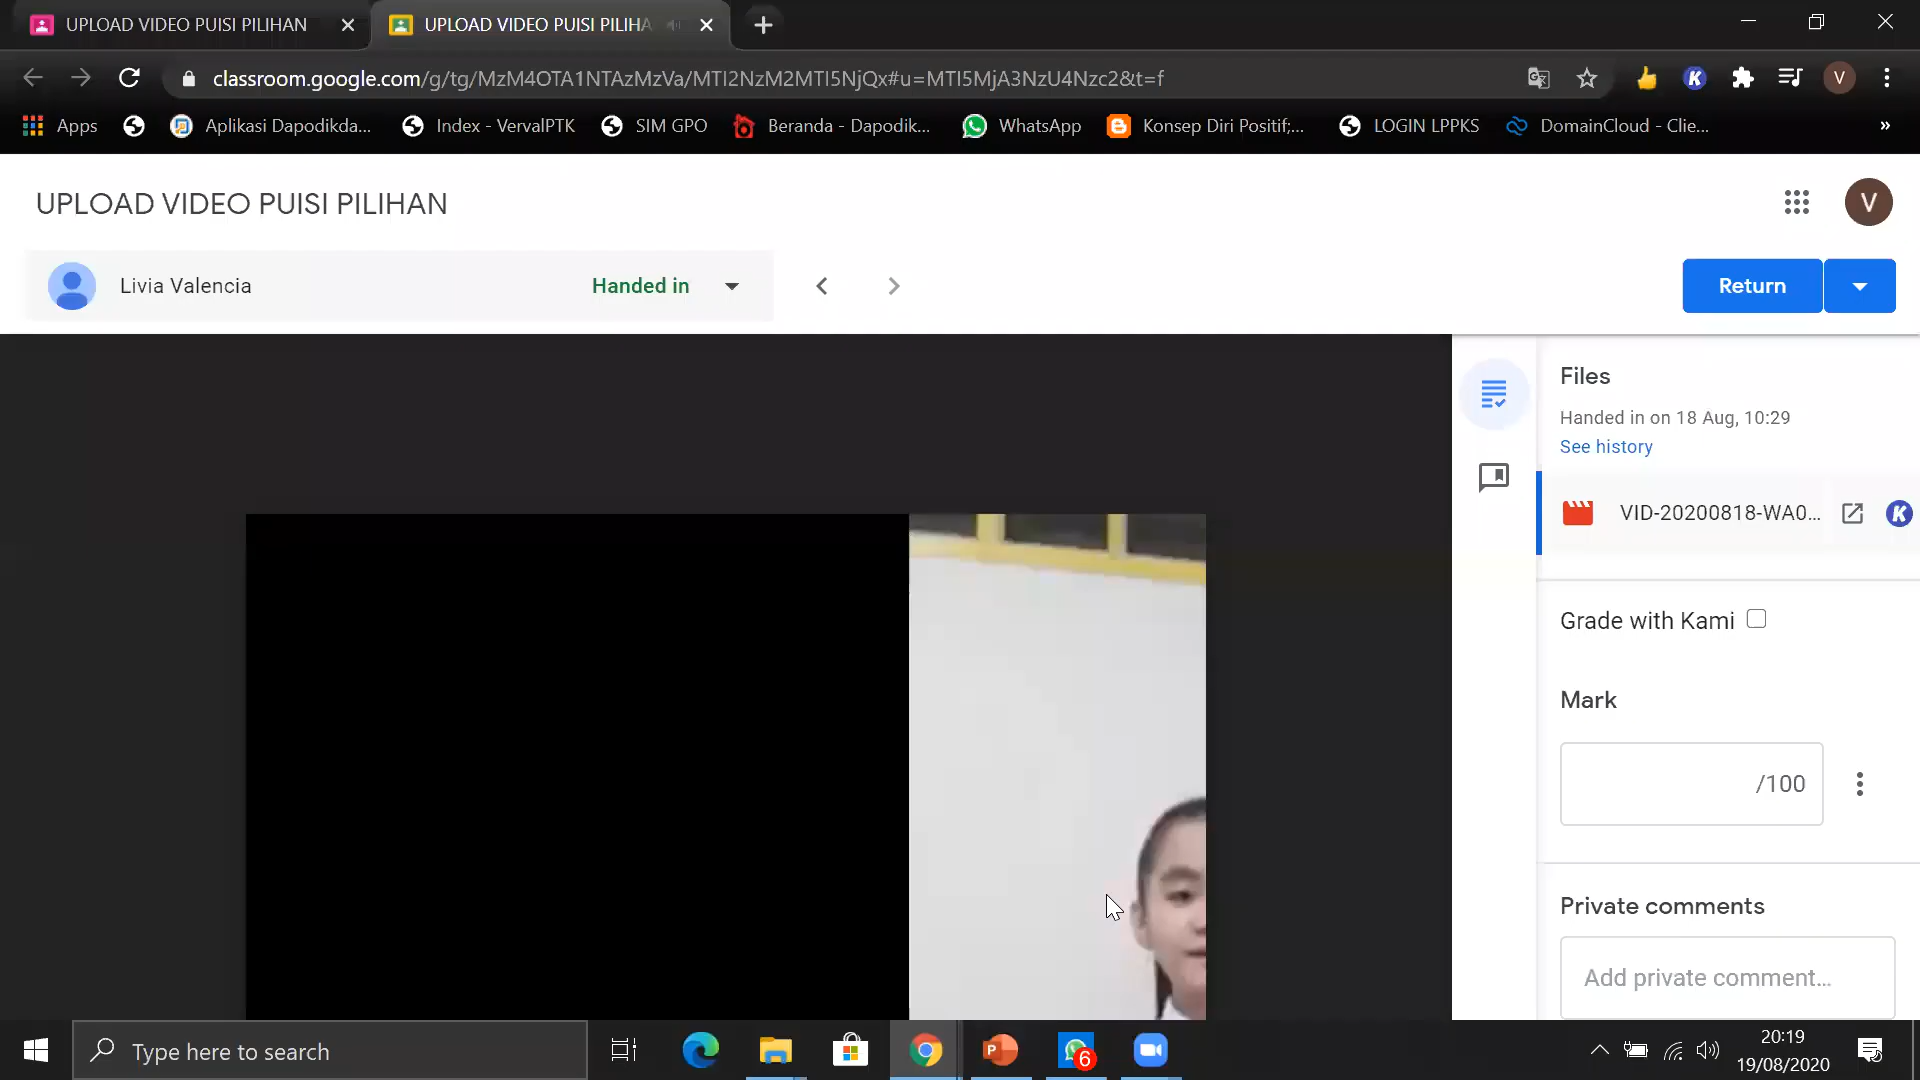 UPLOAD VIDEO PUISI PILIHAN
UPLOAD VIDEO PUISI PILIHA
classroom.google.com/g/tg/MzM4OTA1NTAzMzVa/MTI2NzM2MTI5NjQx#u=MTI5MjA3NzU4Nzc2&t=f
V
Apps
Aplikasi Dapodikda...
Index - VervalPTK
SIM GPO
Beranda - Dapodik...
WhatsApp
Konsep Diri Positif;...
LOGIN LPPKS
DomainCloud - Clie...
»
UPLOAD VIDEO PUISI PILIHAN
V
Livia Valencia
Handed in
Return
Files
Handed in on 18 Aug, 10:29
See history
VID-20200818-WA0...
K
Grade with Kami
Mark
/100
Private comments
Add private comment...
Type here to search
6
20:19
19/08/2020